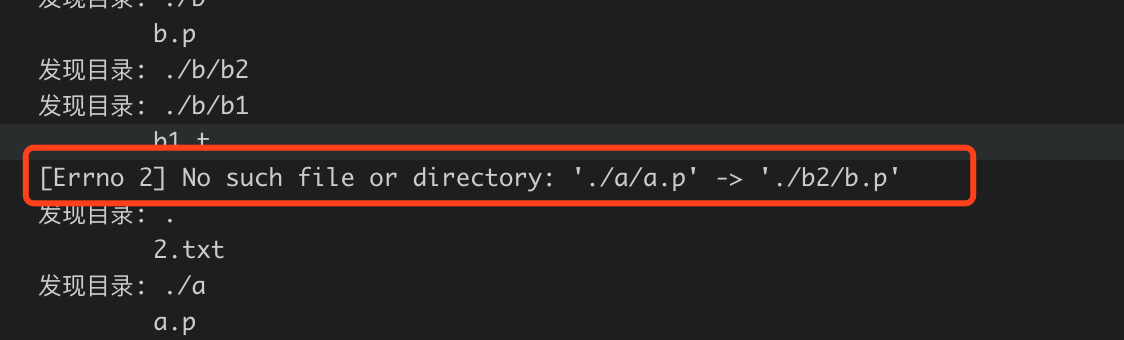 发现目录: ./b
b.p
发现目录: ./b/b2
发现目录: ./b/b1
b1.t
[Errno 2] No such file or directory: './a/a.p' -> './b2/b.p'
发现目录: .
2.txt
发现目录: ./a
a.p